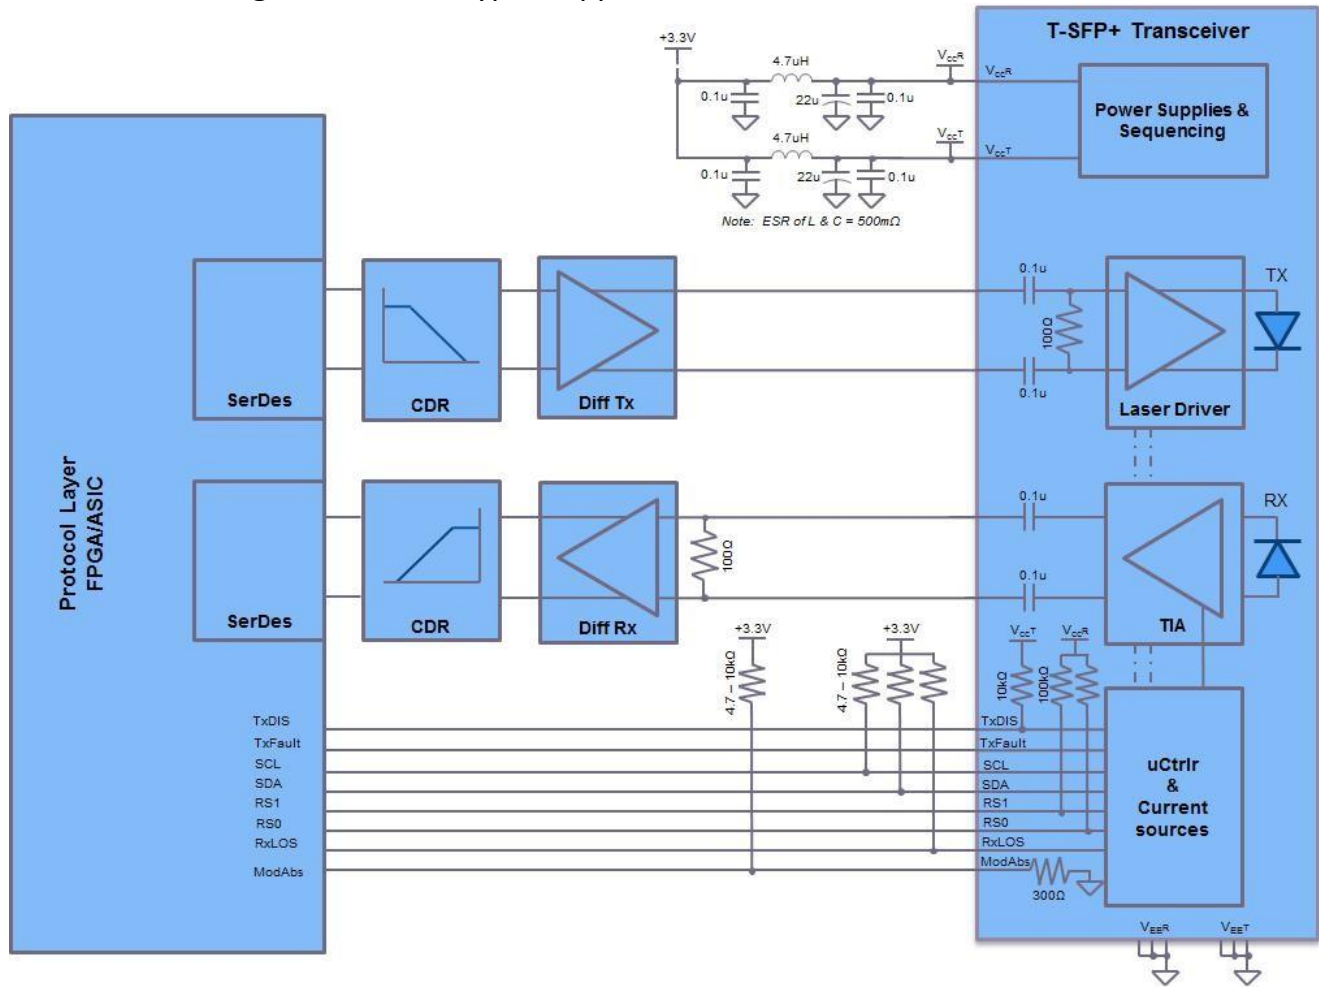 T-SFP+ Transceiver
+3.3V
4.7uH
VccR
VccR
0.1u
22u
0.1u
Power Supplies &
Sequencing
4.7uH
VccT
VccT
0.1u
22u
0.1u
Note: ESR of L & C = 500mΩ
SerDes
CDR
Diff Tx
0.1u
100Ω
0.1u
TX
Laser Driver
Protocol Layer
FPGA/ASIC
SerDes
CDR
Diff Rx
100Ω
0.1u
0.1u
RX
TIA
+3.3V
4.7 – 10kΩ
+3.3V
4.7 – 10kΩ
VccT
10kΩ
VccR
100kΩ
TxDIS
TxFault
SCL
SDA
RS1
RS0
RxLOS
ModAbs
TxDIS
TxFault
SCL
SDA
RS1
RS0
RxLOS
ModAbs
300Ω
uCtrlr
&
Current
sources
VEER
VEET